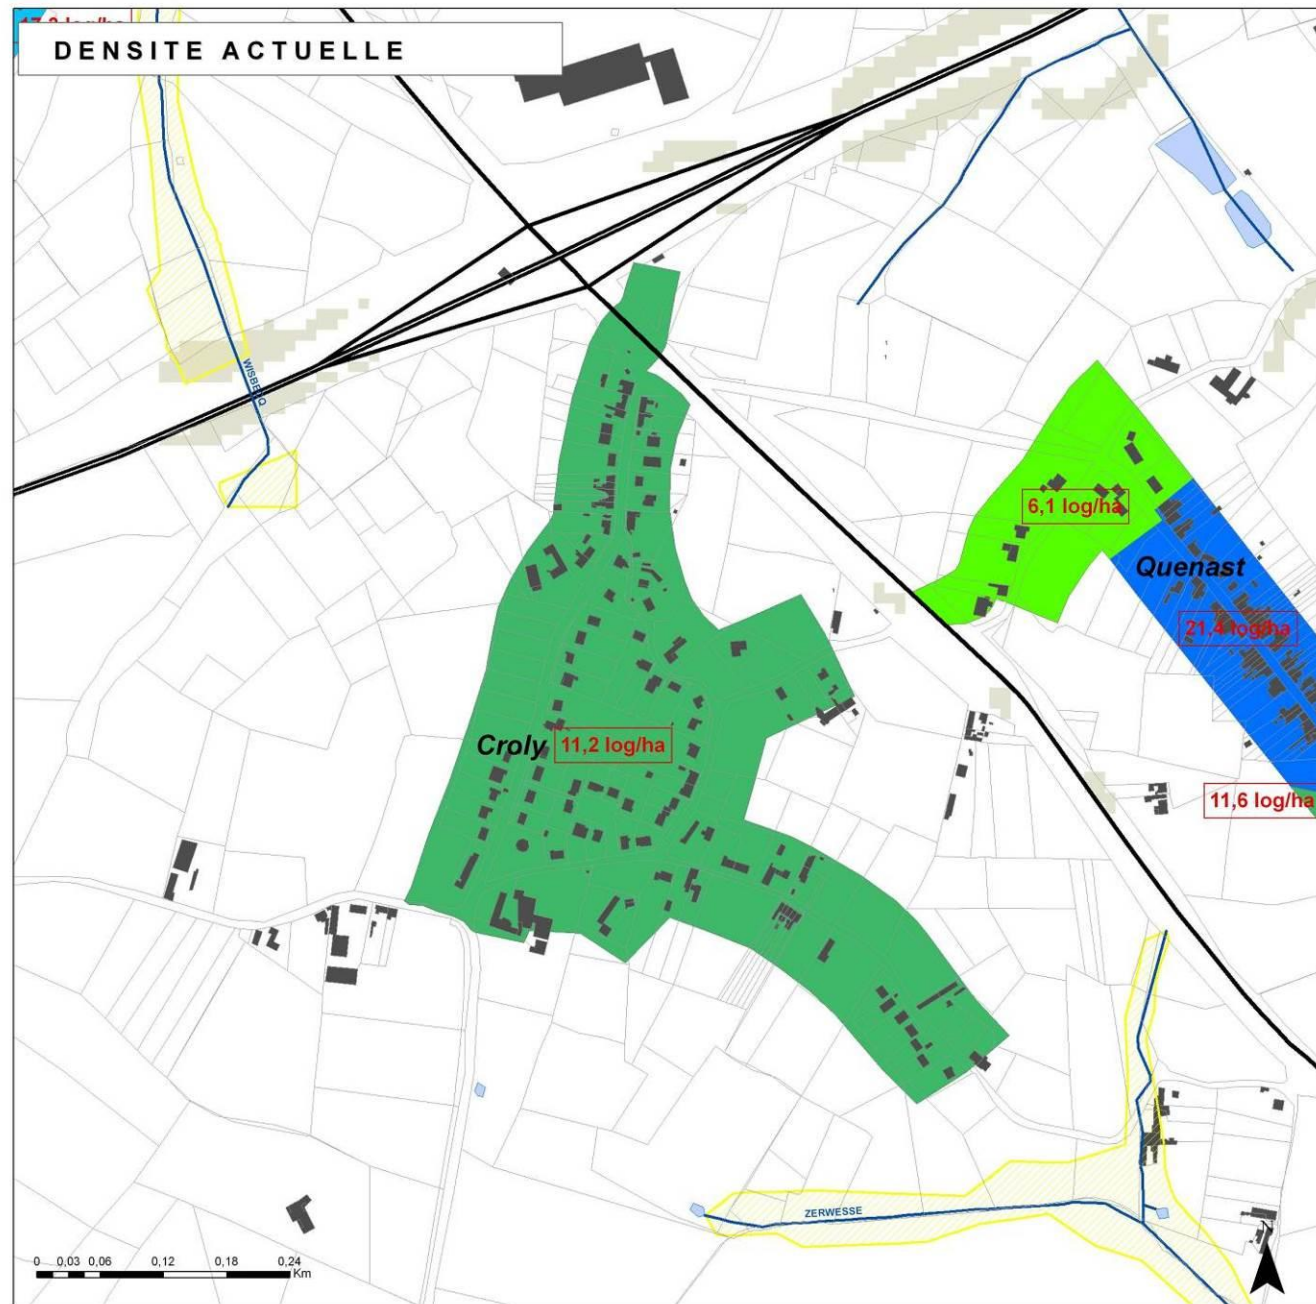 DENSITE ACTUELLE
WISBECQ
6,1 log/ha
Quenast
21,4 log/ha
Croly 11,2 log/ha
11,6 log/ha
ZERWESSE
0 0,03 0,06 0,12 0,18 0,24
Km